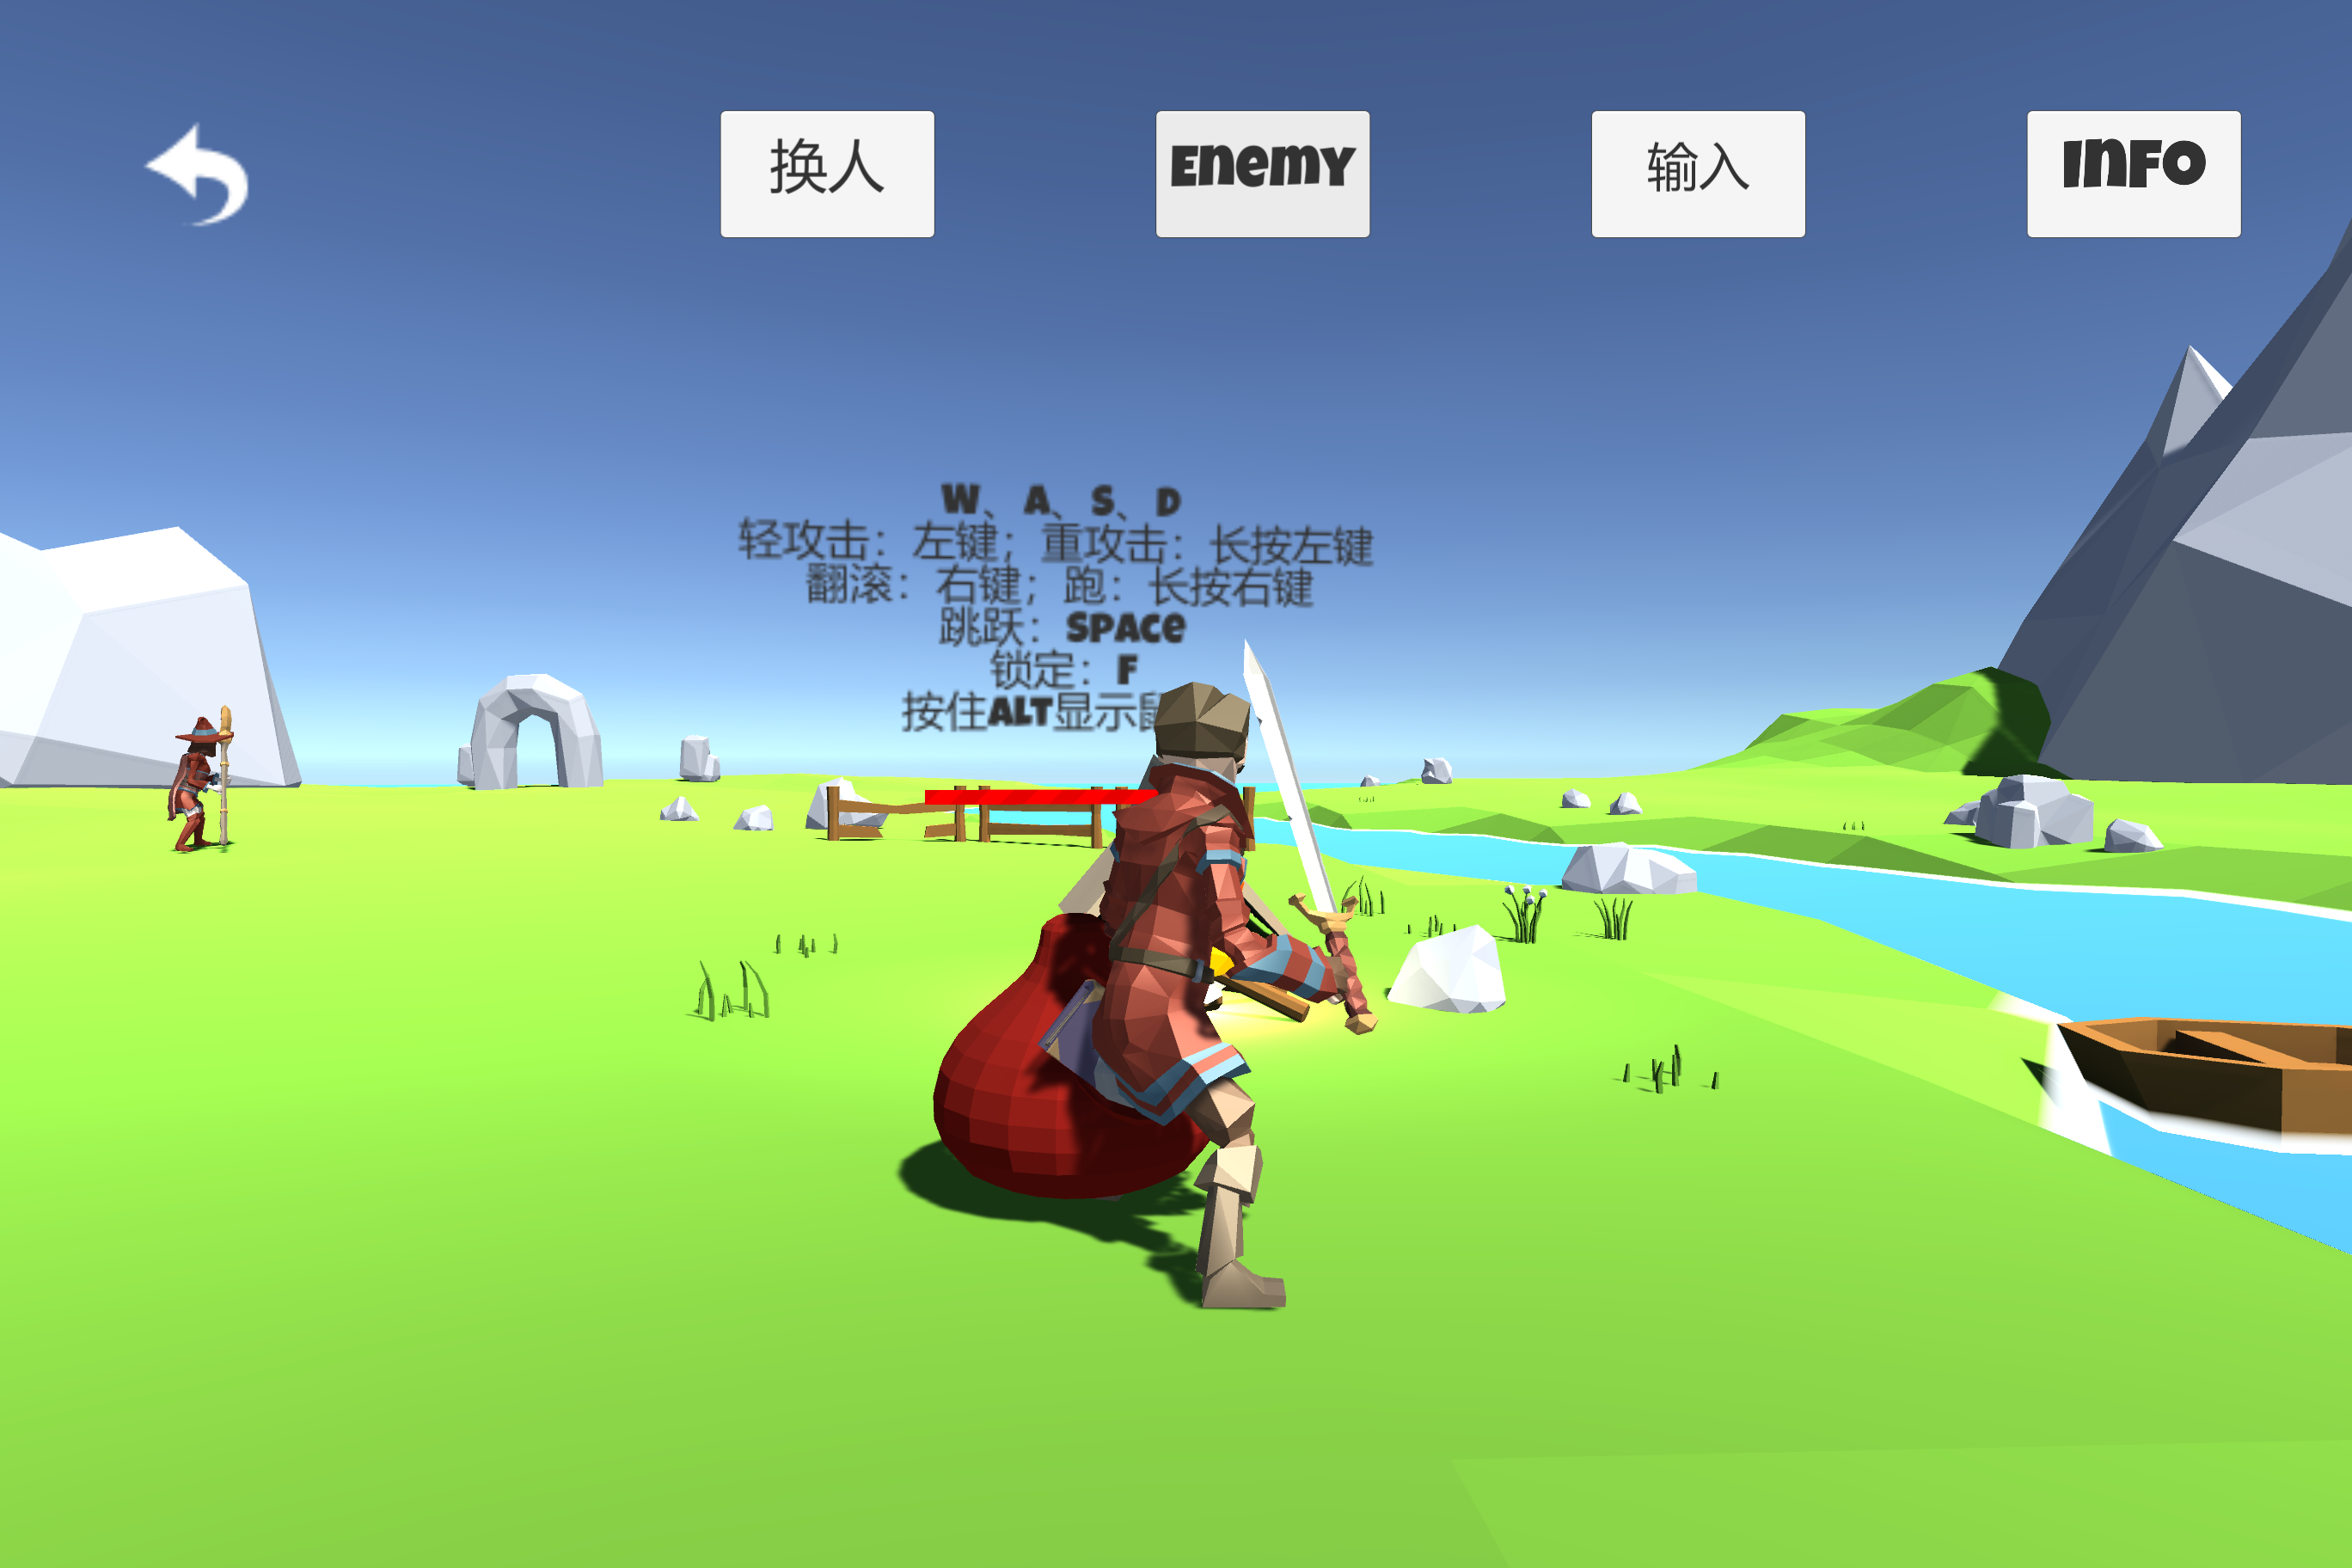 换人
Enemy
输入
INFO
W、A、S、D
轻攻击：左键；重攻击：长按左键
翻滚：右键；跑：长按右键
跳跃：SPACE
锁定：F
按住ALT显示